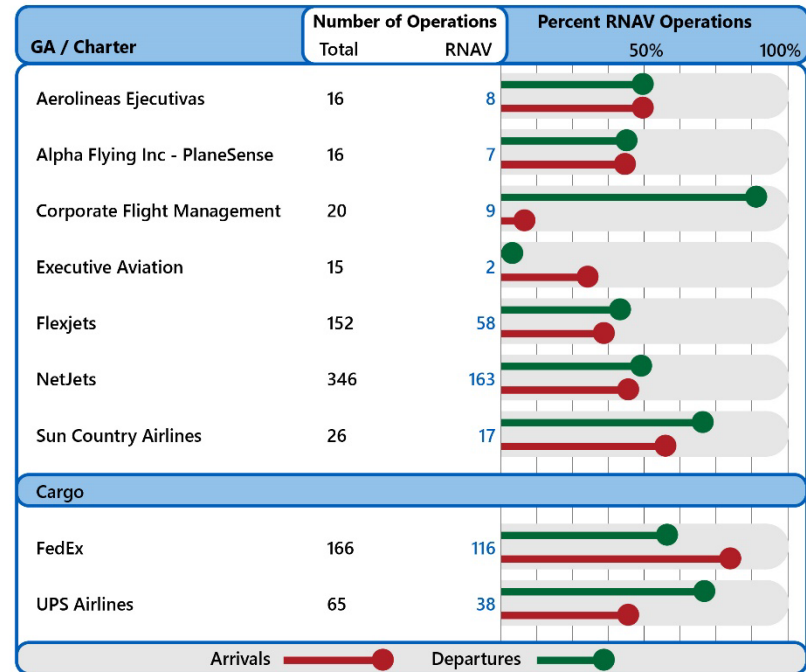 Number of Operations Percent RNAV Operations
GA / Charter Total RNAV 50% 100%
Aerolineas Ejecutivas 16 8
Alpha Flying Inc - PlaneSense 16 7
Corporate Flight Management 20 9
Executive Aviation 15 2
Flexjets 152 58
NetJets 346 163
Sun Country Airlines 26 17
Cargo
FedEx 166 116
UPS Airlines 65 38
Arrivals Departures